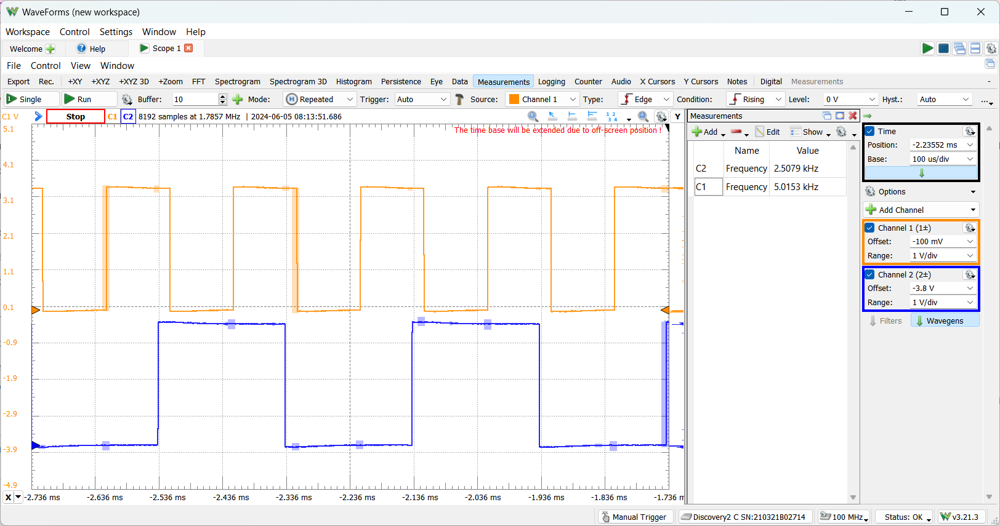 WaveForms (new workspace)
Workspace Control Settings Window Help
Welcome Help Scope 1
File Control View Window
Export Rec. +XY +XYZ +XYZ 3D +Zoom FFT Spectrogram Spectrogram 3D Histogram Persistence Eye Data Measurements Logging Counter Audio X Cursors Y Cursors Notes Digital Measurements -
Single Run Buffer: 10 Mode: Repeated Trigger: Auto Source: Channel 1 Type: Edge Condition: Rising Level: 0 V Hyst.: Auto ...
C1 V Stop C1 C2 8192 samples at 1.7857 MHz | 2024-06-05 08:13:51.686 1 2 3 4 Y
The time base will be extended due to off-screen position !
5.1
4.1
3.1
2.1
1.1
0.1
-0.9
-1.9
-2.9
-3.9
-4.9
X -2.736 ms -2.636 ms -2.536 ms -2.436 ms -2.336 ms -2.236 ms -2.136 ms -2.036 ms -1.936 ms -1.836 ms -1.736 m
Measurements
Add Edit Show
Name Value
C2 Frequency 2.5079 kHz
C1 Frequency 5.0153 kHz
Time
Position: -2.23552 ms
Base: 100 us/div
Options
Add Channel
Channel 1 (1±)
Offset: -100 mV
Range: 1 V/div
Channel 2 (2±)
Offset: -3.8 V
Range: 1 V/div
Filters Wavegens
Manual Trigger Discovery2 C SN:210321B02714 100 MHz Status: OK v3.21.3